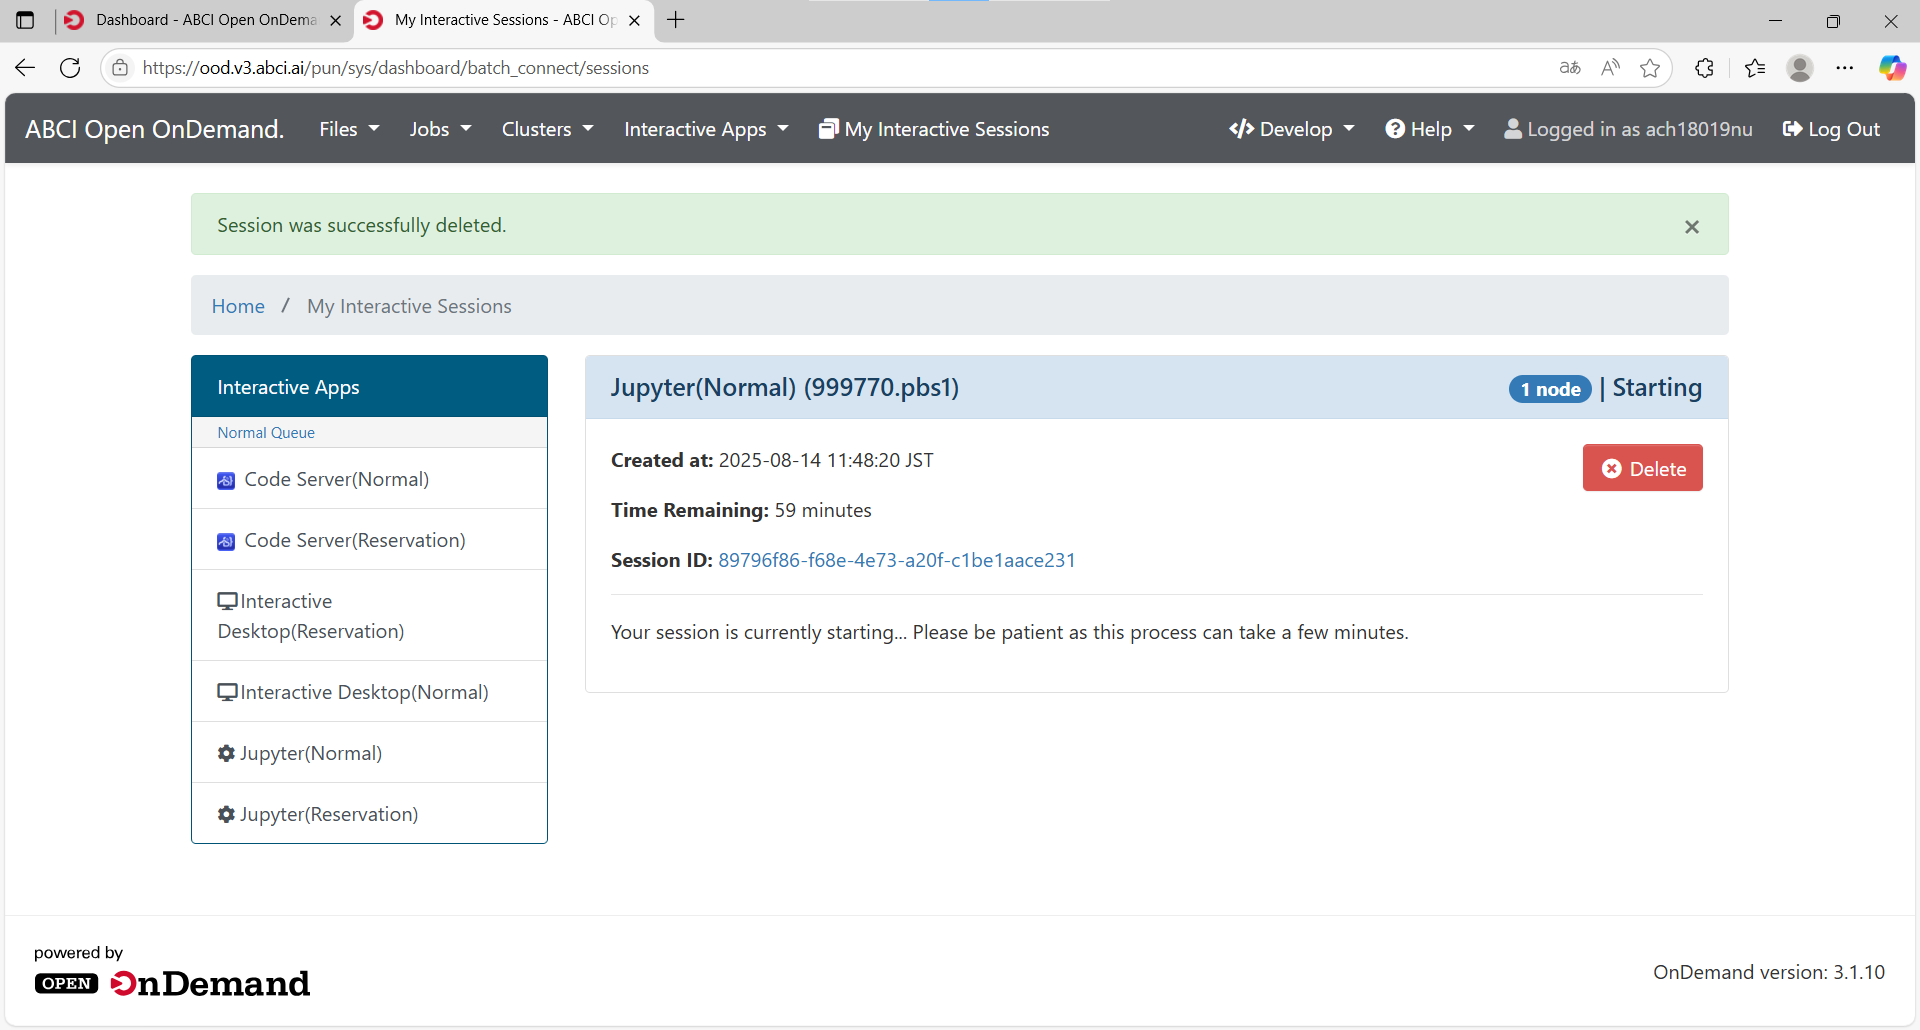 Dashboard - ABCI Open OnDema
My Interactive Sessions - ABCI Op
https://ood.v3.abci.ai/pun/sys/dashboard/batch_connect/sessions
ABCI Open OnDemand.
Files
Jobs
Clusters
Interactive Apps
My Interactive Sessions
Develop
Help
Logged in as ach18019nu
Log Out
Session was successfully deleted.
Home / My Interactive Sessions
Interactive Apps
Normal Queue
Code Server(Normal)
Code Server(Reservation)
Interactive
Desktop(Reservation)
Interactive Desktop(Normal)
Jupyter(Normal)
Jupyter(Reservation)
Jupyter(Normal) (999770.pbs1)
1 node | Starting
Created at: 2025-08-14 11:48:20 JST
Delete
Time Remaining: 59 minutes
Session ID: 89796f86-f68e-4e73-a20f-c1be1aace231
Your session is currently starting... Please be patient as this process can take a few minutes.
powered by
OPEN OnDemand
OnDemand version: 3.1.10